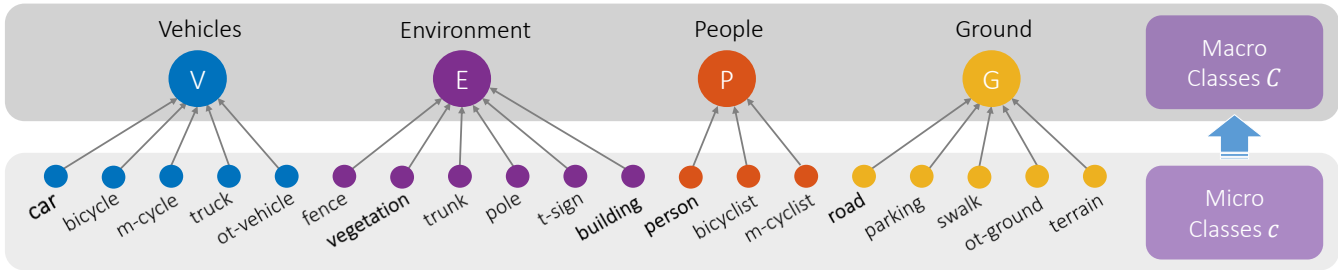 Vehicles
Environment
People
Ground
V
E
P
G
Macro
Classes C
car
bicycle
m-cycle
truck
ot-vehicle
fence
vegetation
trunk
pole
t-sign
building
person
bicyclist
m-cyclist
road
parking
swalk
ot-ground
terrain
Micro
Classes c